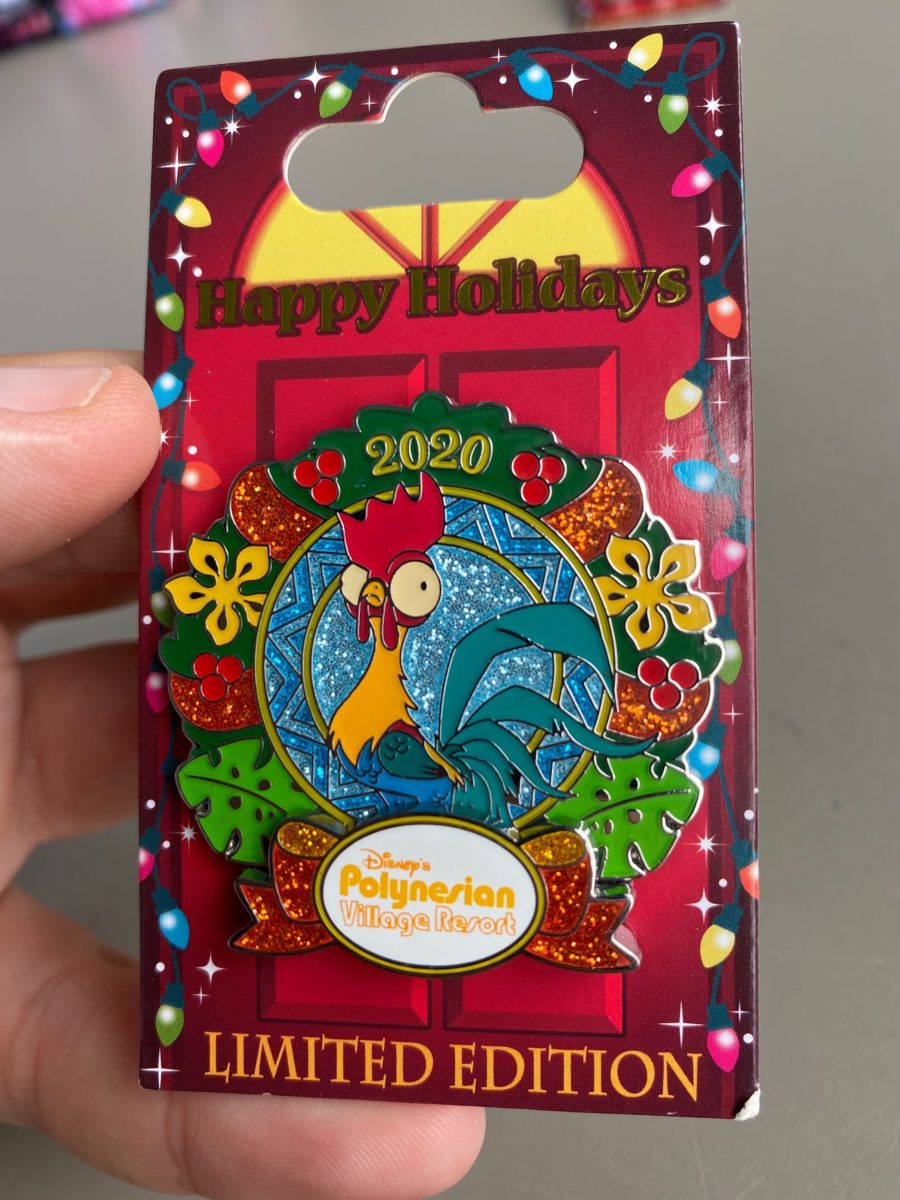 Happy Holidays
2020
Disney's
Polynesian
Village Resort
LIMITED EDITION